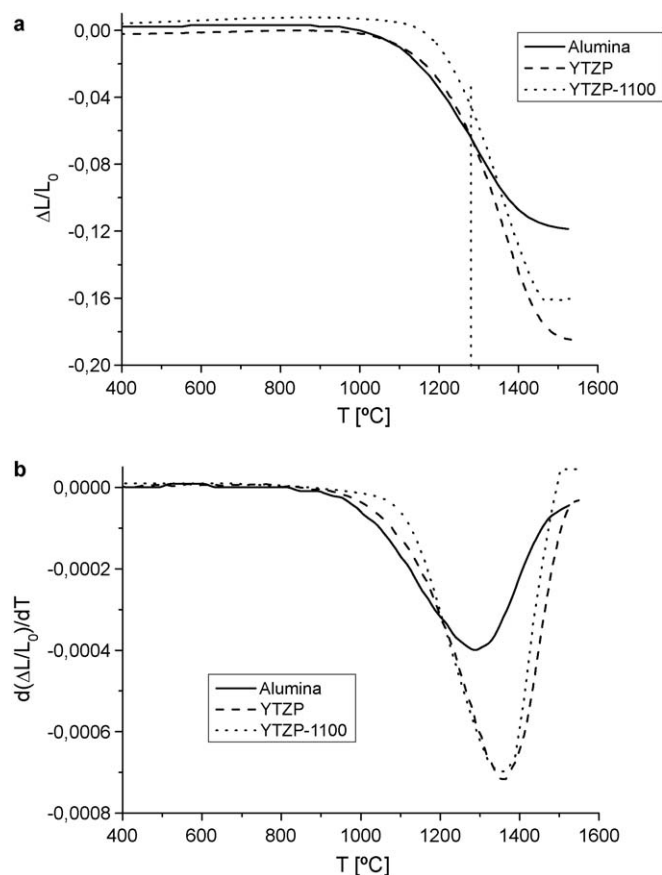 a
0,00
-0,04
-0,08
-0,12
-0,16
-0,20
ΔL/L₀
400 600 800 1000 1200 1400 1600
T [ºC]
Alumina
YTZP
YTZP-1100
b
0,0000
-0,0002
-0,0004
-0,0006
-0,0008
d(ΔL/L₀)/dT
400 600 800 1000 1200 1400 1600
T [ºC]
Alumina
YTZP
YTZP-1100